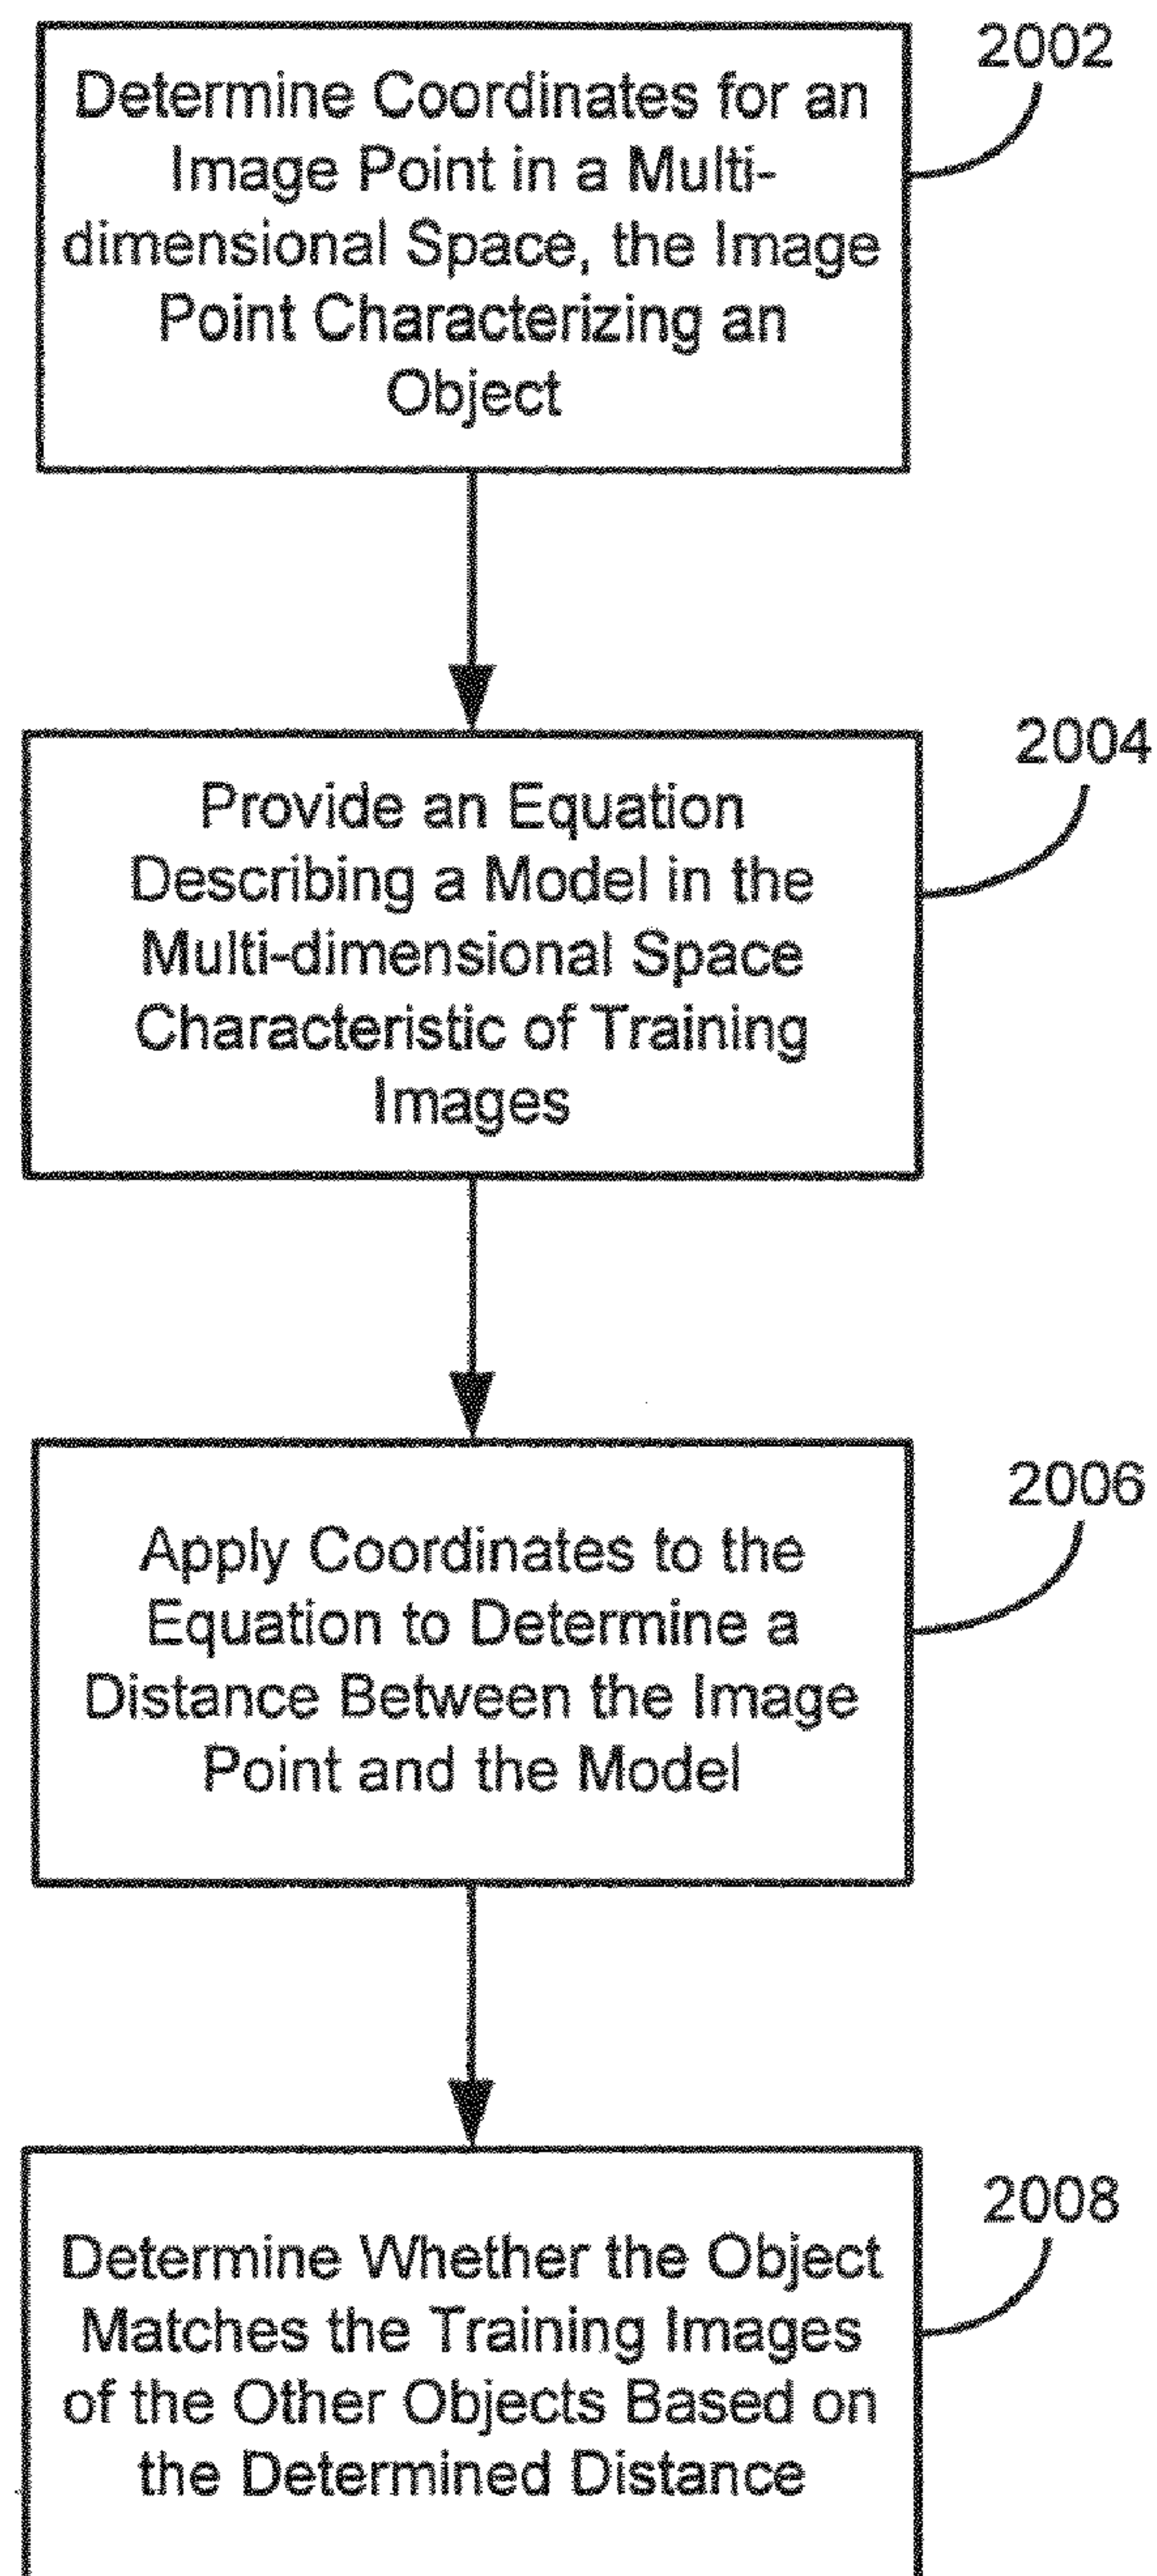 2002
Determine Coordinates for an
Image Point in a Multi-
dimensional Space, the Image
Point Characterizing an
Object
2004
Provide an Equation
Describing a Model in the
Multi-dimensional Space
Characteristic of Training
Images
2006
Apply Coordinates to the
Equation to Determine a
Distance Between the Image
Point and the Model
2008
Determine Whether the Object
Matches the Training Images
of the Other Objects Based on
the Determined Distance